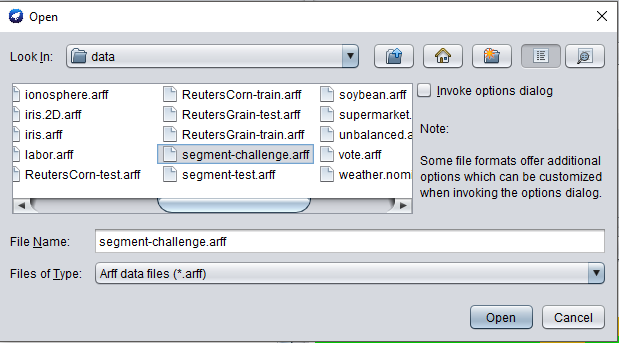 Open
Look In: data
ionosphere.arff
iris.2D.arff
iris.arff
labor.arff
ReutersCorn-test.arff
ReutersCorn-train.arff
ReutersGrain-test.arff
ReutersGrain-train.arff
segment-challenge.arff
segment-test.arff
soybean.arff
supermarket.
unbalanced.a
vote.arff
weather.nom
Invoke options dialog
Note:
Some file formats offer additional
options which can be customized
when invoking the options dialog.
File Name: segment-challenge.arff
Files of Type: Arff data files (*.arff)
Open Cancel